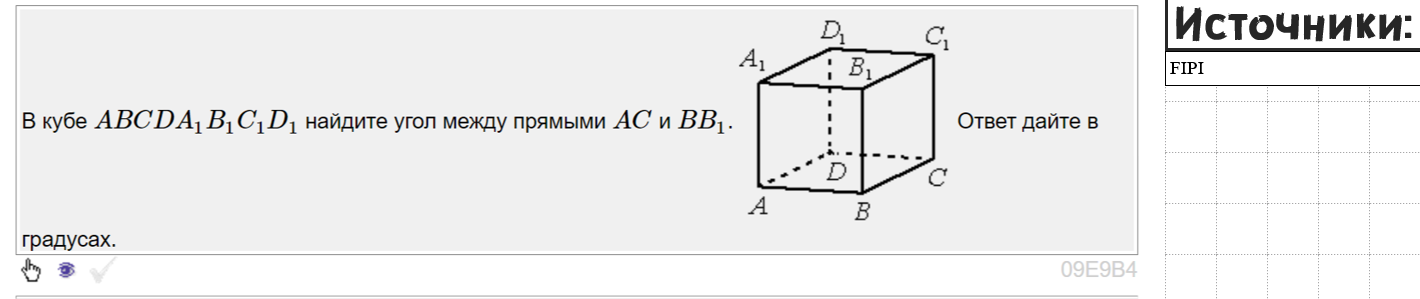 Источники:
FIPI
D₁
C₁
A₁
B₁
В кубе ABCDA₁B₁C₁D₁ найдите угол между прямыми AC и BB₁. Ответ дайте в
D
C
A
B
градусах.
09E9B4